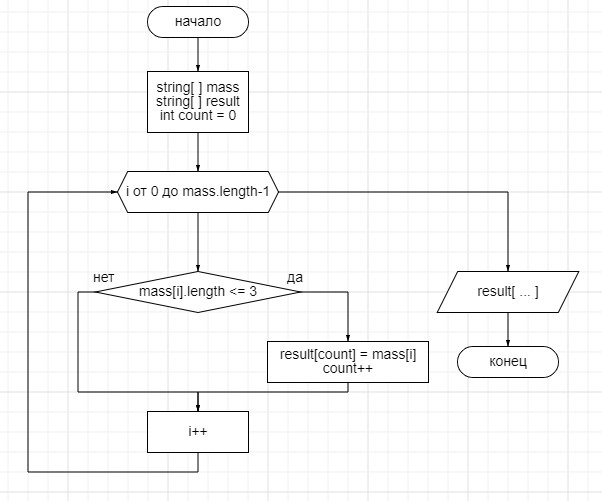 начало
string[ ] mass
string[ ] result
int count = 0
i от 0 до mass.length-1
нет
да
mass[i].length <= 3
result[ ... ]
result[count] = mass[i]
count++
конец
i++